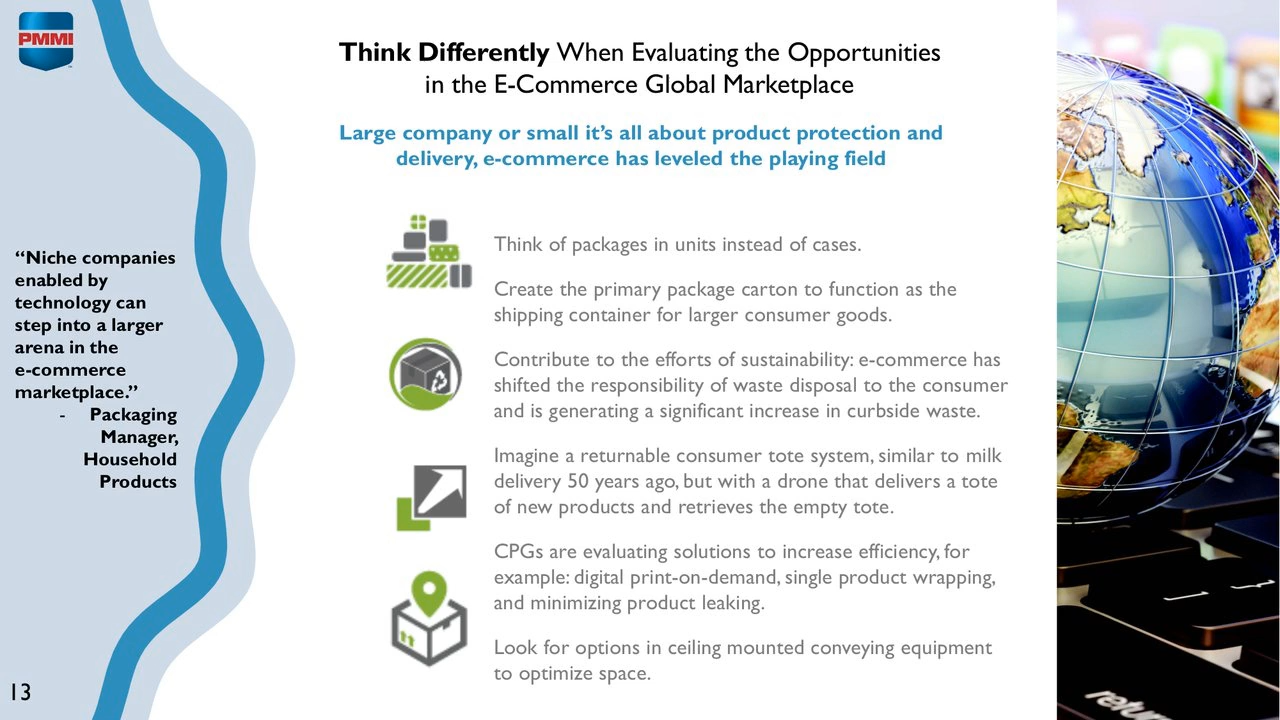 PMMI
Think Differently When Evaluating the Opportunities
in the E-Commerce Global Marketplace
Large company or small it’s all about product protection and
delivery, e-commerce has leveled the playing field
“Niche companies
enabled by
technology can
step into a larger
arena in the
e-commerce
marketplace.”
- Packaging
Manager,
Household
Products
Think of packages in units instead of cases.
Create the primary package carton to function as the
shipping container for larger consumer goods.
Contribute to the efforts of sustainability: e-commerce has
shifted the responsibility of waste disposal to the consumer
and is generating a significant increase in curbside waste.
Imagine a returnable consumer tote system, similar to milk
delivery 50 years ago, but with a drone that delivers a tote
of new products and retrieves the empty tote.
CPGs are evaluating solutions to increase efficiency, for
example: digital print-on-demand, single product wrapping,
and minimizing product leaking.
Look for options in ceiling mounted conveying equipment
to optimize space.
13